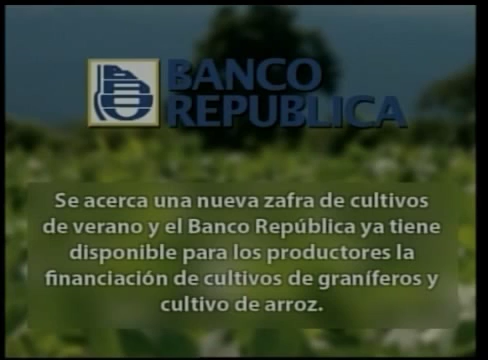 BANCO
REPUBLICA
Se acerca una nueva zafra de cultivos
de verano y el Banco República ya tiene
disponible para los productores la
financiación de cultivos de graníferos y
cultivo de arroz.